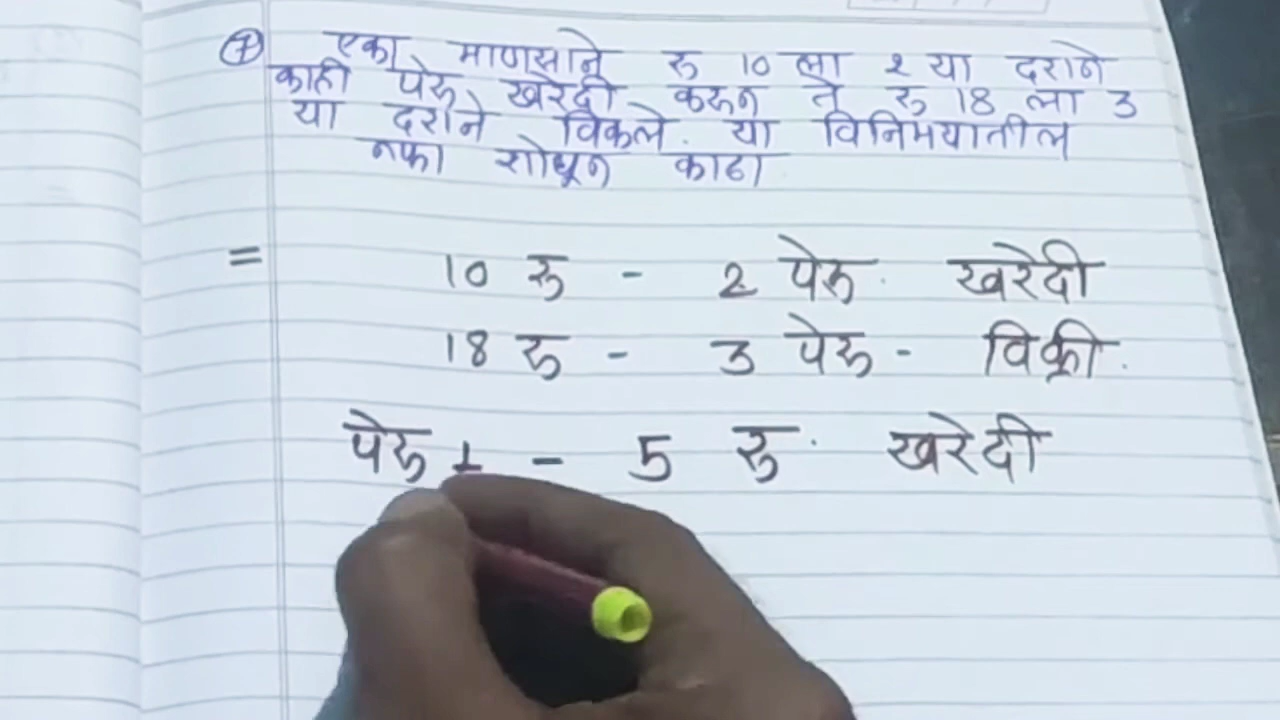 7 एका माणसाने रु 10 ला 2 या दराने
काही पेरू खरेदी करून ते रु 18 ला 3
या दराने विकले. या विनिमयातील
नफा शोधून काढा
= 10 रु - 2 पेरू. खरेदी
18 रु - 3 पेरू - विक्री.
पेरू 1 - 5 रु. खरेदी